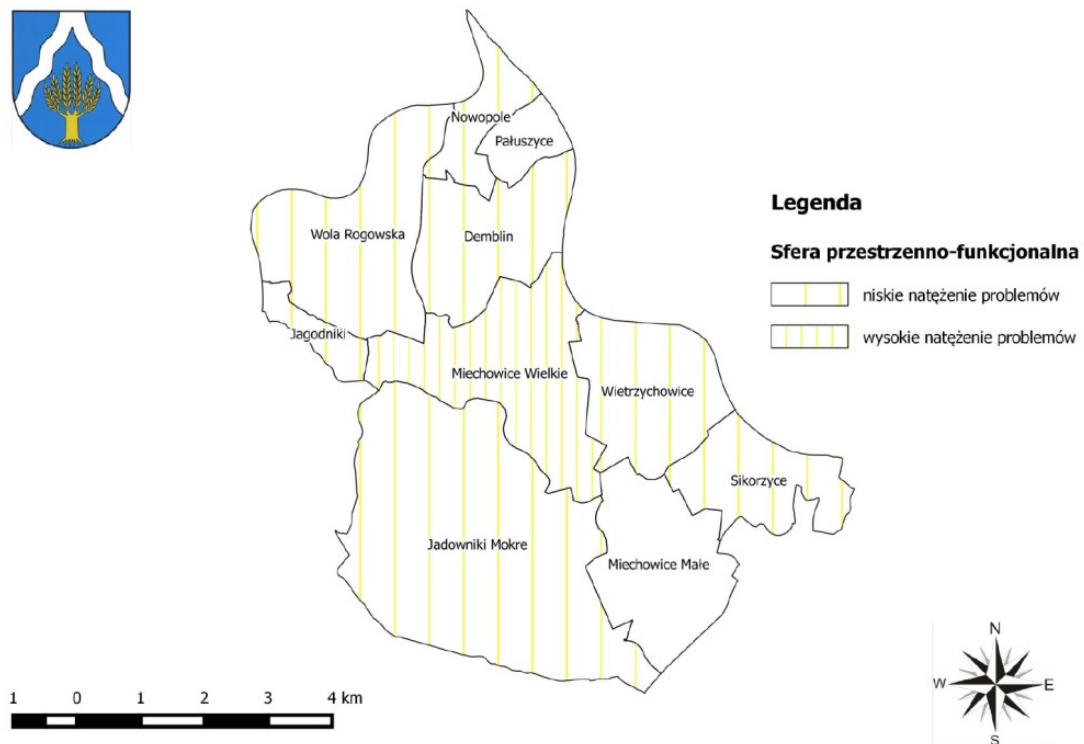 Nowopole
Pałuszyce
Wola Rogowska
Demblin
Jagodniki
Miechowice Wielkie
Wietrzychowice
Sikorzyce
Jadowniki Mokre
Miechowice Małe
Legenda
Sfera przestrzenno-funkcjonalna
niskie natężenie problemów
wysokie natężenie problemów
1 0 1 2 3 4 km
N
W E
S